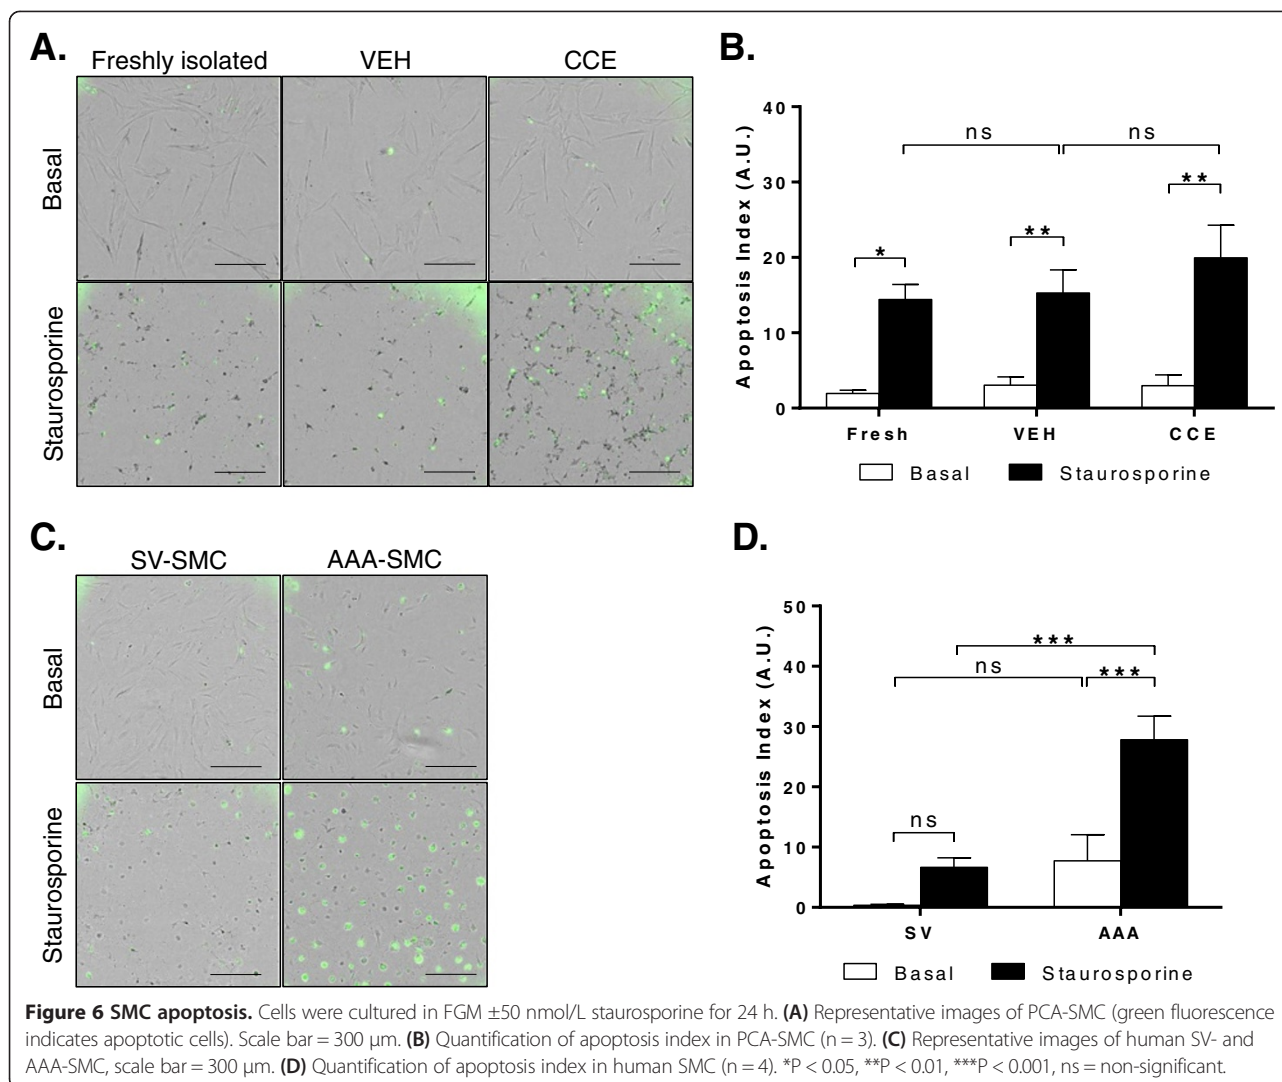 A.
Freshly isolated VEH CCE
Basal
Staurosporine
B.
Apoptosis Index (A.U.)
40
30
20
10
0
ns ns
* ** **
Fresh VEH CCE
Basal Staurosporine
C.
SV-SMC AAA-SMC
Basal
Staurosporine
D.
Apoptosis Index (A.U.)
50
40
30
20
10
0
***
ns ***
ns
SV AAA
Basal Staurosporine
Figure 6 SMC apoptosis. Cells were cultured in FGM ±50 nmol/L staurosporine for 24 h. (A) Representative images of PCA-SMC (green fluorescence
indicates apoptotic cells). Scale bar = 300 μm. (B) Quantification of apoptosis index in PCA-SMC (n = 3). (C) Representative images of human SV- and
AAA-SMC, scale bar = 300 μm. (D) Quantification of apoptosis index in human SMC (n = 4). *P < 0.05, **P < 0.01, ***P < 0.001, ns = non-significant.